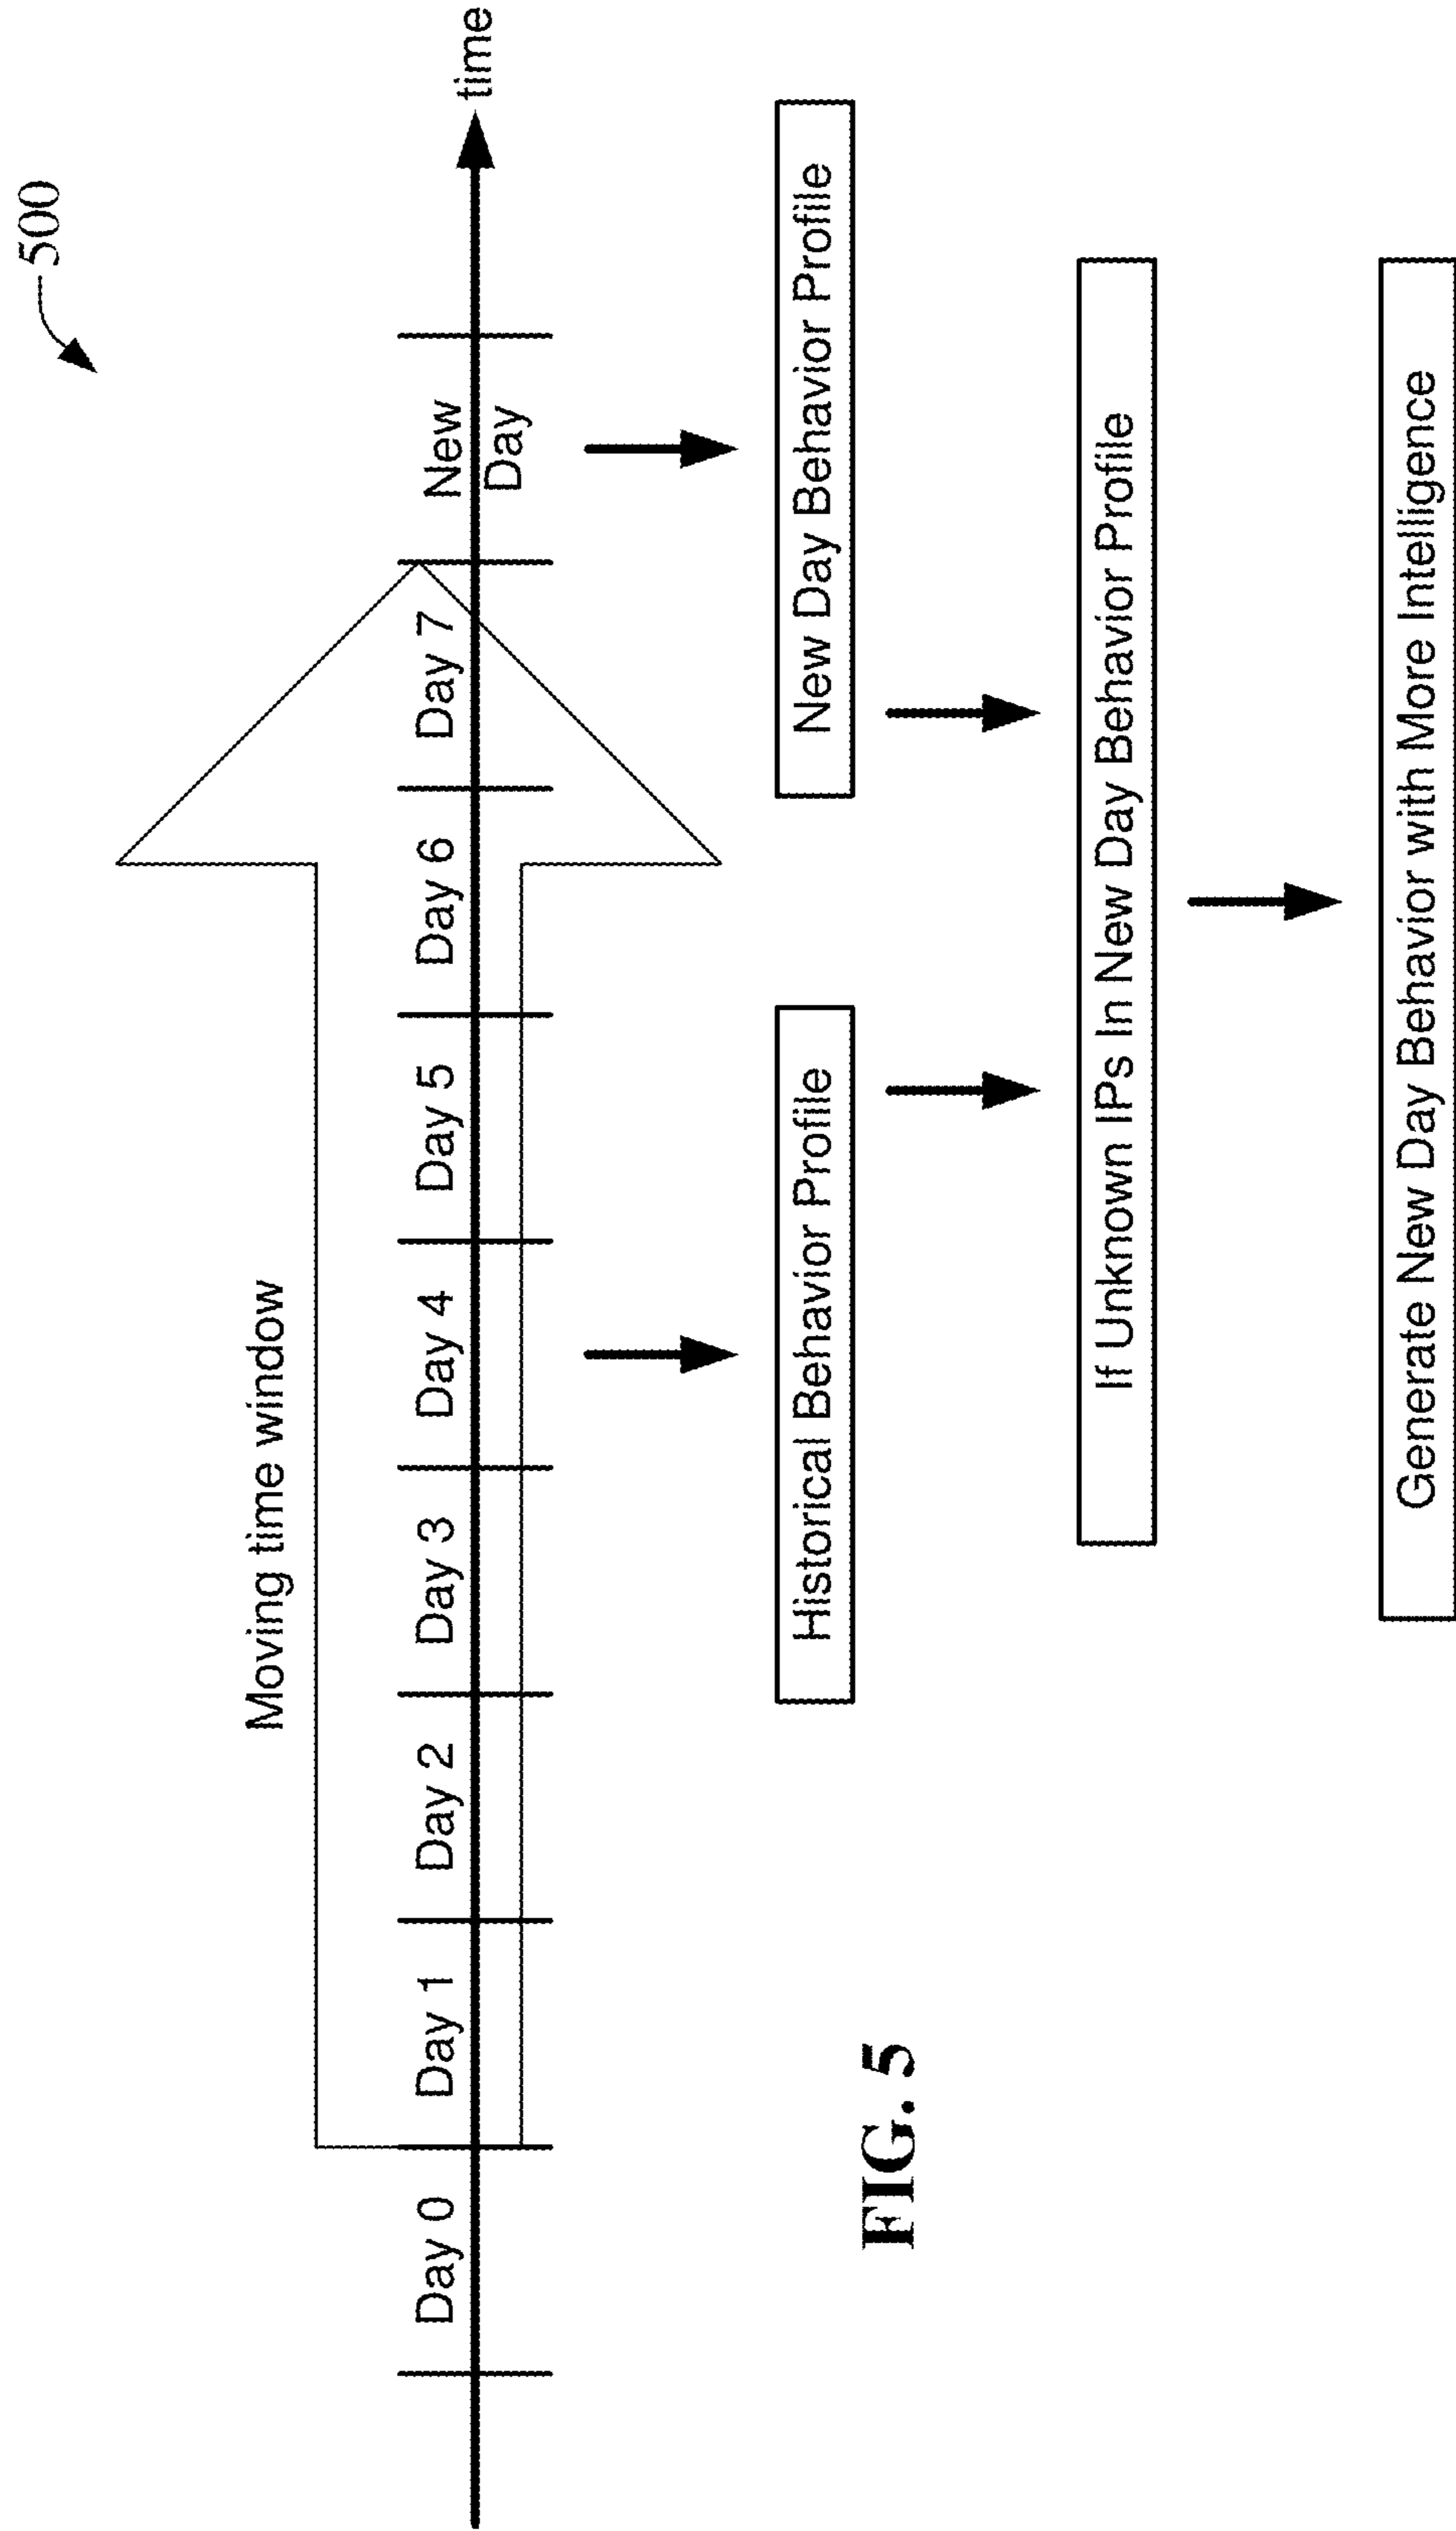 500
Moving time window
Day 0
Day 1
Day 2
Day 3
Day 4
Day 5
Day 6
Day 7
New
Day
time
Historical Behavior Profile
New Day Behavior Profile
If Unknown IPs In New Day Behavior Profile
Generate New Day Behavior with More Intelligence
FIG. 5